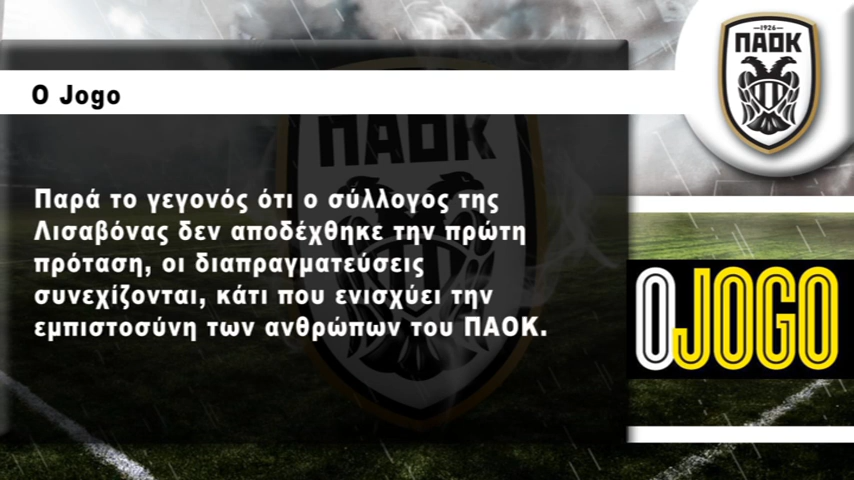 1926
ΠΑΟΚ
O Jogo
ΠΑΟΚ
Παρά το γεγονός ότι ο σύλλογος της
Λισαβόνας δεν αποδέχθηκε την πρώτη
πρόταση, οι διαπραγματεύσεις
συνεχίζονται, κάτι που ενισχύει την
εμπιστοσύνη των ανθρώπων του ΠΑΟΚ.
OJOGO